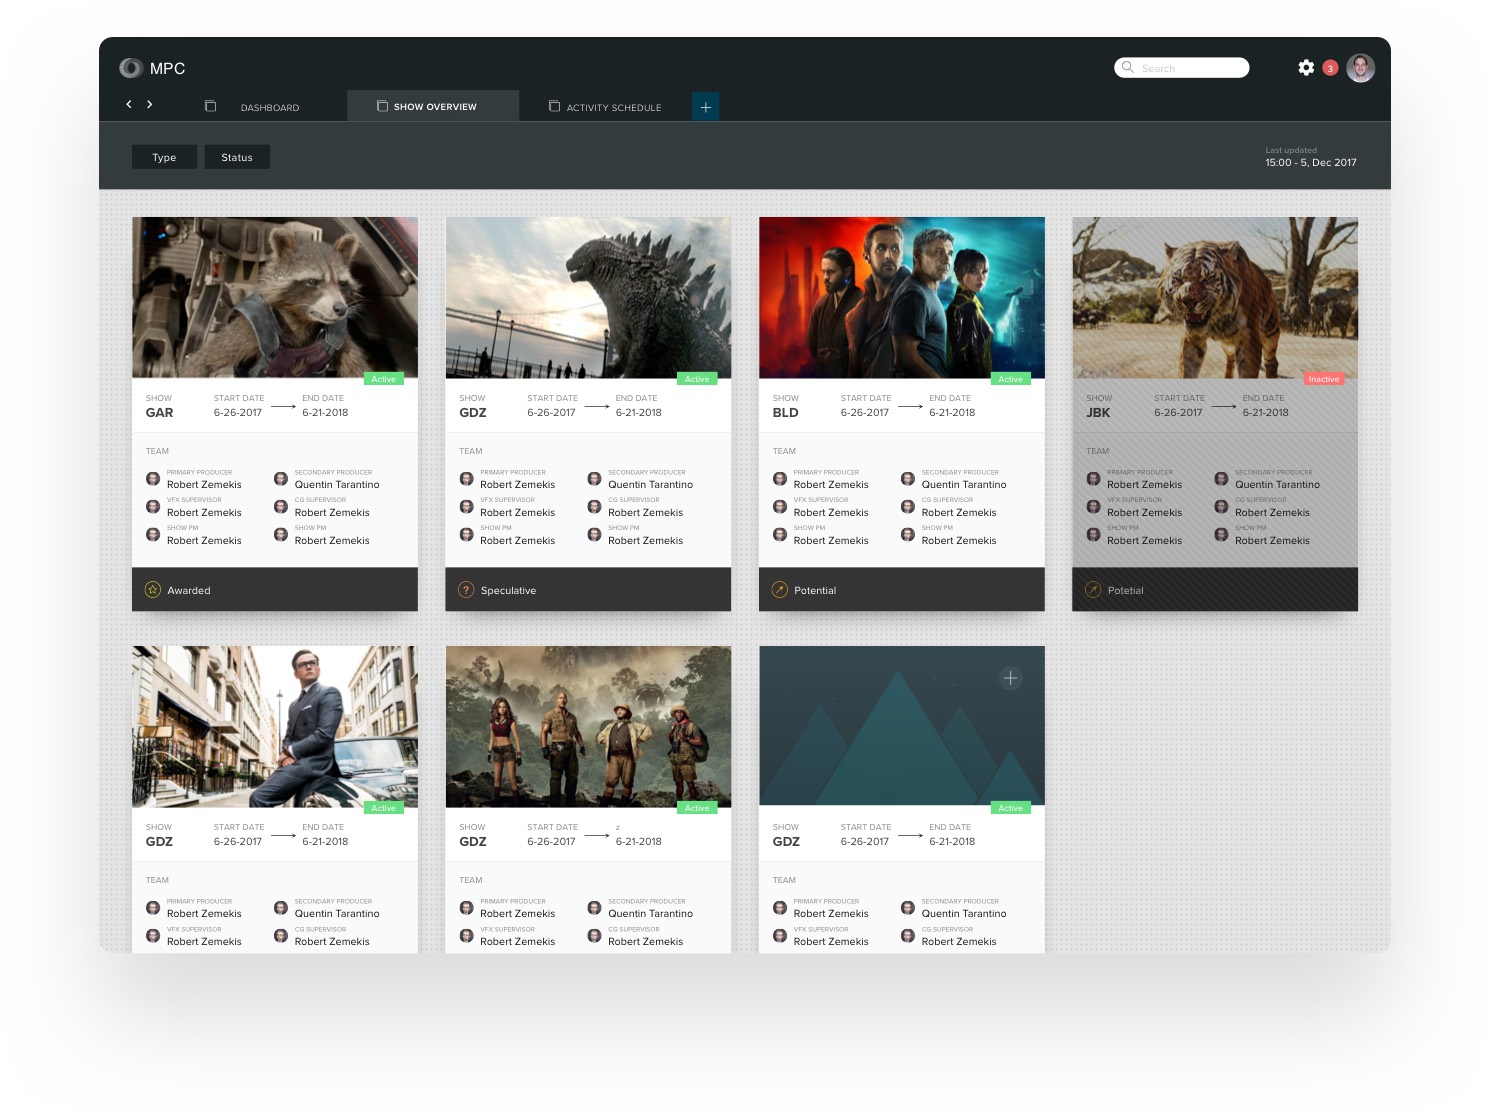 MPC
Search
3
DASHBOARD
SHOW OVERVIEW
ACTIVITY SCHEDULE
Type
Status
Last updated
15:00 - 5, Dec 2017
Active
SHOW
START DATE
END DATE
GAR
6-26-2017
6-21-2018
TEAM
PRIMARY PRODUCER
SECONDARY PRODUCER
Robert Zemekis
Quentin Tarantino
VFX SUPERVISOR
CG SUPERVISOR
Robert Zemekis
Robert Zemekis
SHOW PM
SHOW PM
Robert Zemekis
Robert Zemekis
Awarded
Active
SHOW
START DATE
END DATE
GDZ
6-26-2017
6-21-2018
TEAM
PRIMARY PRODUCER
SECONDARY PRODUCER
Robert Zemekis
Quentin Tarantino
VFX SUPERVISOR
CG SUPERVISOR
Robert Zemekis
Robert Zemekis
SHOW PM
SHOW PM
Robert Zemekis
Robert Zemekis
?
Speculative
Active
SHOW
START DATE
END DATE
BLD
6-26-2017
6-21-2018
TEAM
PRIMARY PRODUCER
SECONDARY PRODUCER
Robert Zemekis
Quentin Tarantino
VFX SUPERVISOR
CG SUPERVISOR
Robert Zemekis
Robert Zemekis
SHOW PM
SHOW PM
Robert Zemekis
Robert Zemekis
Potential
Inactive
SHOW
START DATE
END DATE
JBK
6-26-2017
6-21-2018
TEAM
PRIMARY PRODUCER
SECONDARY PRODUCER
Robert Zemekis
Quentin Tarantino
VFX SUPERVISOR
CG SUPERVISOR
Robert Zemekis
Robert Zemekis
SHOW PM
SHOW PM
Robert Zemekis
Robert Zemekis
Potetial
Active
SHOW
START DATE
END DATE
GDZ
6-26-2017
6-21-2018
TEAM
PRIMARY PRODUCER
SECONDARY PRODUCER
Robert Zemekis
Quentin Tarantino
VFX SUPERVISOR
CG SUPERVISOR
Robert Zemekis
Robert Zemekis
Active
SHOW
START DATE
2
GDZ
6-26-2017
6-21-2018
TEAM
PRIMARY PRODUCER
SECONDARY PRODUCER
Robert Zemekis
Quentin Tarantino
VFX SUPERVISOR
CG SUPERVISOR
Robert Zemekis
Robert Zemekis
Active
SHOW
START DATE
END DATE
GDZ
6-26-2017
6-21-2018
TEAM
PRIMARY PRODUCER
SECONDARY PRODUCER
Robert Zemekis
Quentin Tarantino
VFX SUPERVISOR
CG SUPERVISOR
Robert Zemekis
Robert Zemekis